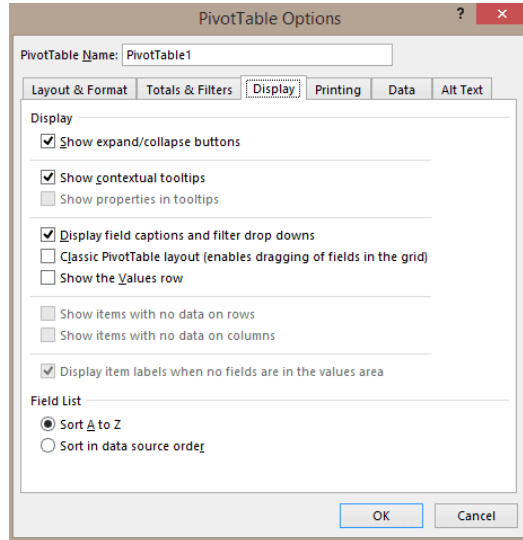 PivotTable Options
? ×
PivotTable Name: PivotTable1
Layout & Format Totals & Filters Display Printing Data Alt Text
Display
Show expand/collapse buttons
Show contextual tooltips
Show properties in tooltips
Display field captions and filter drop downs
Classic PivotTable layout (enables dragging of fields in the grid)
Show the Values row
Show items with no data on rows
Show items with no data on columns
Display item labels when no fields are in the values area
Field List
Sort A to Z
Sort in data source order
OK Cancel